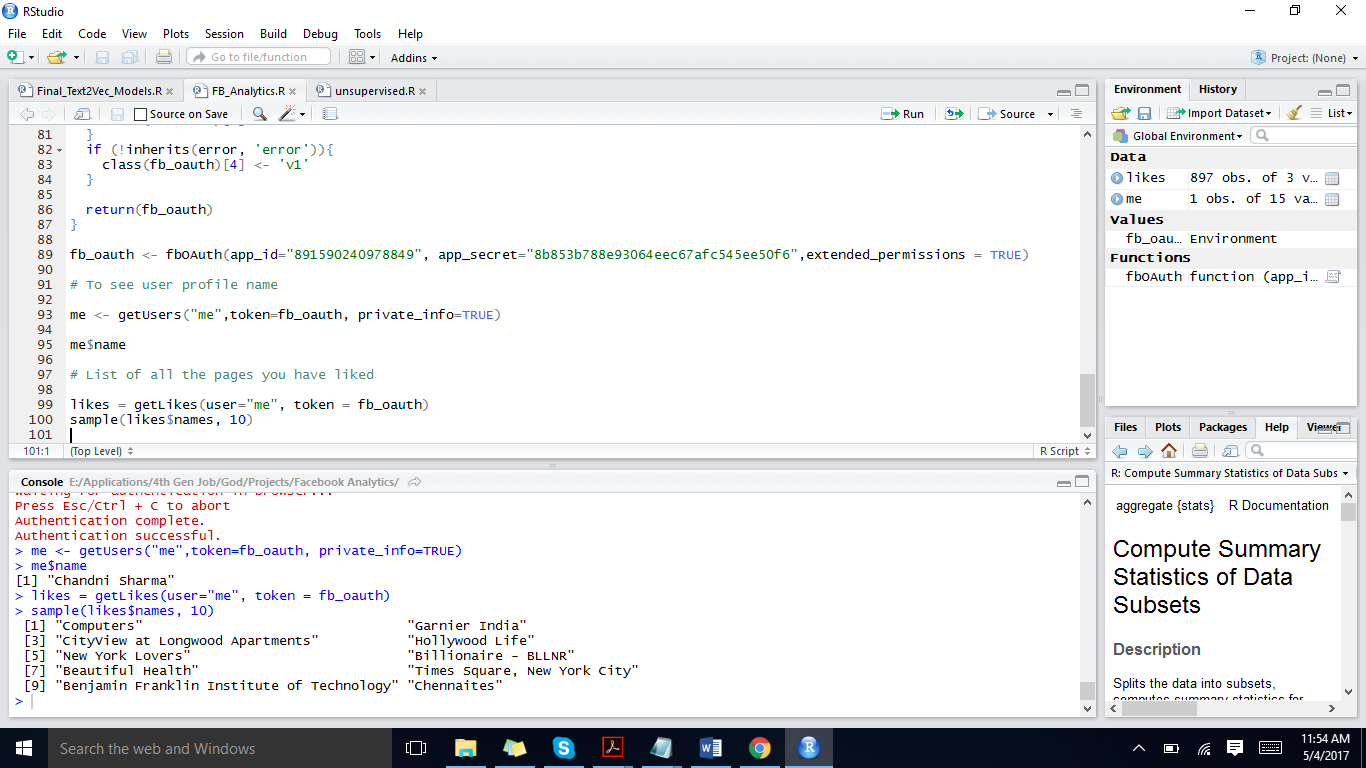 RStudio
File Edit Code View Plots Session Build Debug Tools Help
Go to file/function Addins Project: (None)
Final_Text2Vec_Models.R FB_Analytics.R unsupervised.R
Source on Save Run Source
81 }
82 if (!inherits(error, 'error')){
83 class(fb_oauth)[4] <- 'v1'
84 }
85
86 return(fb_oauth)
87 }
88
89 fb_oauth <- fbOAuth(app_id="891590240978849", app_secret="8b853b788e93064eec67afc545ee50f6",extended_permissions = TRUE)
90
91 # To see user profile name
92
93 me <- getUsers("me",token=fb_oauth, private_info=TRUE)
94
95 me$name
96
97 # List of all the pages you have liked
98
99 likes = getLikes(user="me", token = fb_oauth)
100 sample(likes$names, 10)
101
101:1 (Top Level) R Script
Console E:/Applications/4th Gen Job/God/Projects/Facebook Analytics/
Waiting for authentication in browser...
Press Esc/Ctrl + C to abort
Authentication complete.
Authentication successful.
> me <- getUsers("me",token=fb_oauth, private_info=TRUE)
> me$name
[1] "Chandni Sharma"
> likes = getLikes(user="me", token = fb_oauth)
> sample(likes$names, 10)
[1] "Computers" "Garnier India"
[3] "CityView at Longwood Apartments" "Hollywood Life"
[5] "New York Lovers" "Billionaire - BLLNR"
[7] "Beautiful Health" "Times Square, New York City"
[9] "Benjamin Franklin Institute of Technology" "Chennaites"
>
Environment History
Import Dataset List
Global Environment
Data
likes 897 obs. of 3 v…
me 1 obs. of 15 va…
Values
fb_oau… Environment
Functions
fbOAuth function (app_i…
Files Plots Packages Help Viewer
R: Compute Summary Statistics of Data Subs
aggregate {stats} R Documentation
Compute Summary
Statistics of Data
Subsets
Description
Splits the data into subsets,
computes summary statistics for
Search the web and Windows
11:54 AM
5/4/2017